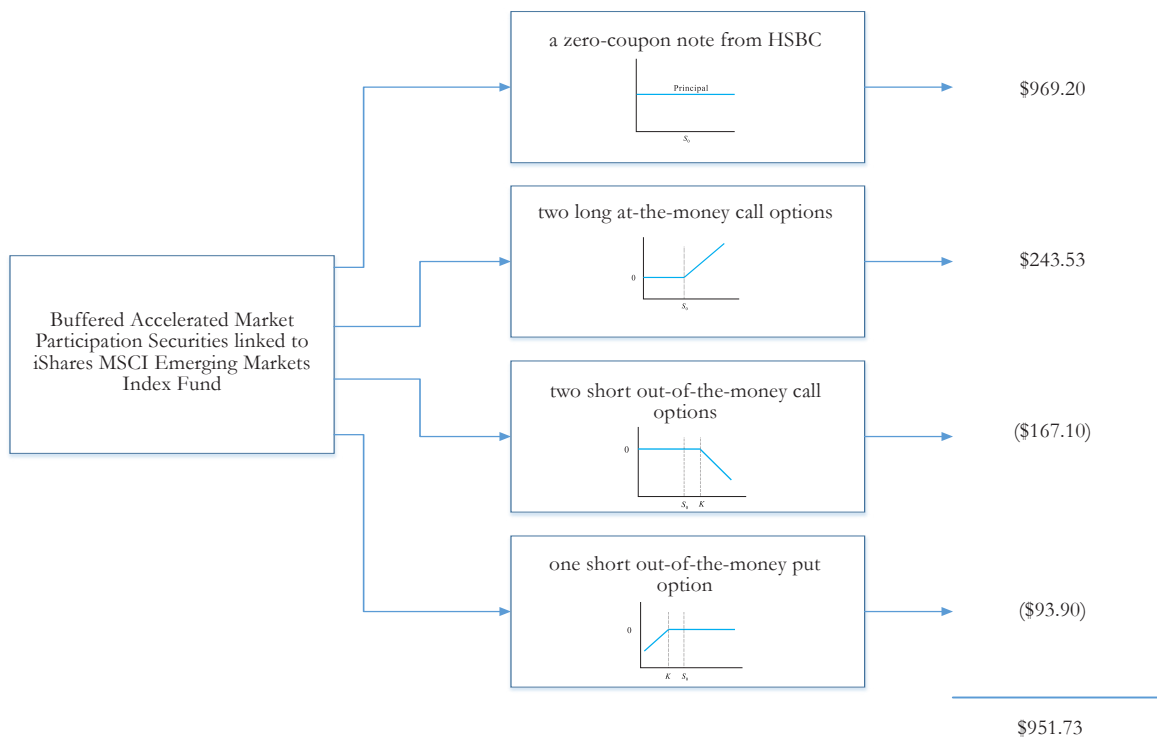 a zero-coupon note from HSBC
Principal
S₀
$969.20
two long at-the-money call options
0
S₀
$243.53
Buffered Accelerated Market
Participation Securities linked to
iShares MSCI Emerging Markets
Index Fund
two short out-of-the-money call
options
0
S₀ K
($167.10)
one short out-of-the-money put
option
0
K S₀
($93.90)
$951.73